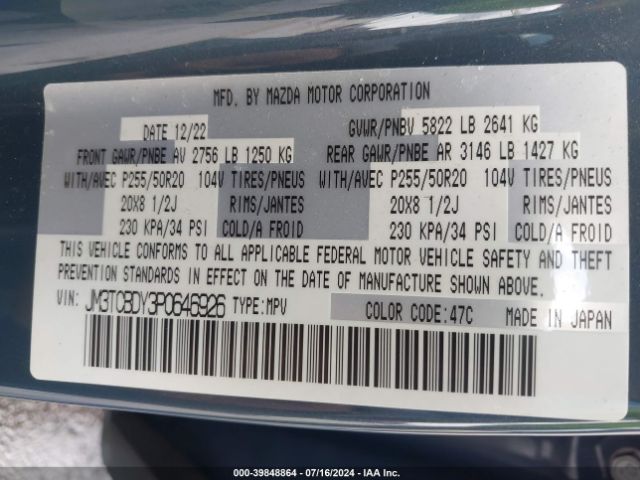 MFD. BY MAZDA MOTOR CORPORATION
DATE 12/22 GVWR/PNBV 5822 LB 2641 KG
FRONT GAWR/PNBE AV 2756 LB 1250 KG REAR GAWR/PNBE AR 3146 LB 1427 KG
WITH/AVEC P255/50R20 104V TIRES/PNEUS WITH/AVEC P255/50R20 104V TIRES/PNEUS
20X8 1/2J RIMS/JANTES 20X8 1/2J RIMS/JANTES
230 KPA/34 PSI COLD/A FROID 230 KPA/34 PSI COLD/A FROID
THIS VEHICLE CONFORMS TO ALL APPLICABLE FEDERAL MOTOR VEHICLE SAFETY AND THEFT
PREVENTION STANDARDS IN EFFECT ON THE DATE OF MANUFACTURE SHOWN ABOVE.
VIN: JM3TCBDY3P0646926 TYPE:MPV COLOR CODE:47C MADE IN JAPAN
000-39848864 - 07/16/2024 - IAA Inc.